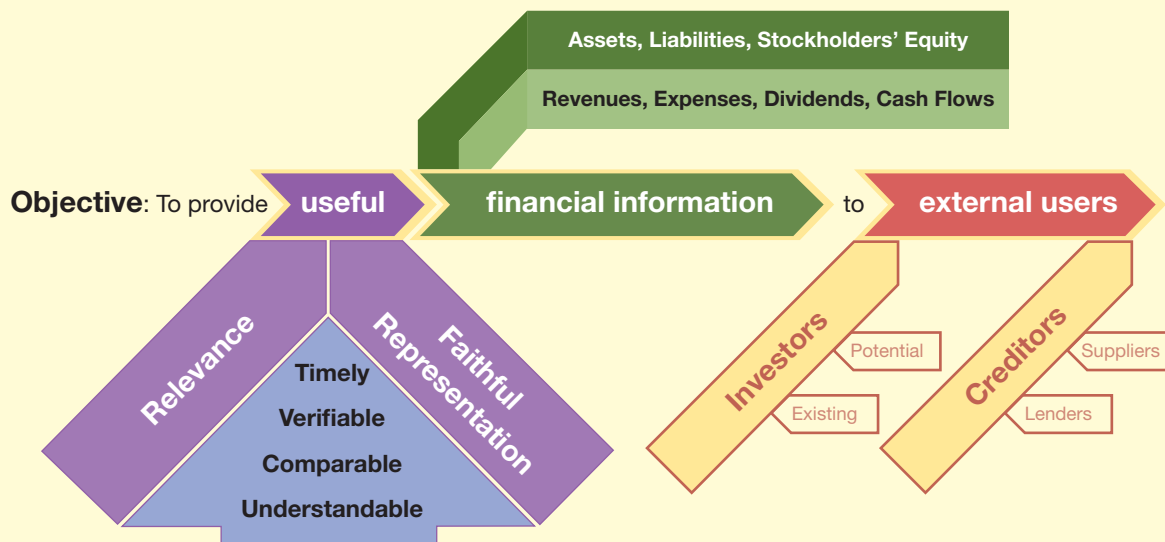 Assets, Liabilities, Stockholders’ Equity
Revenues, Expenses, Dividends, Cash Flows
Objective: To provide useful financial information to external users
Relevance
Faithful
Representation
Timely
Verifiable
Comparable
Understandable
Investors
Potential
Existing
Creditors
Suppliers
Lenders